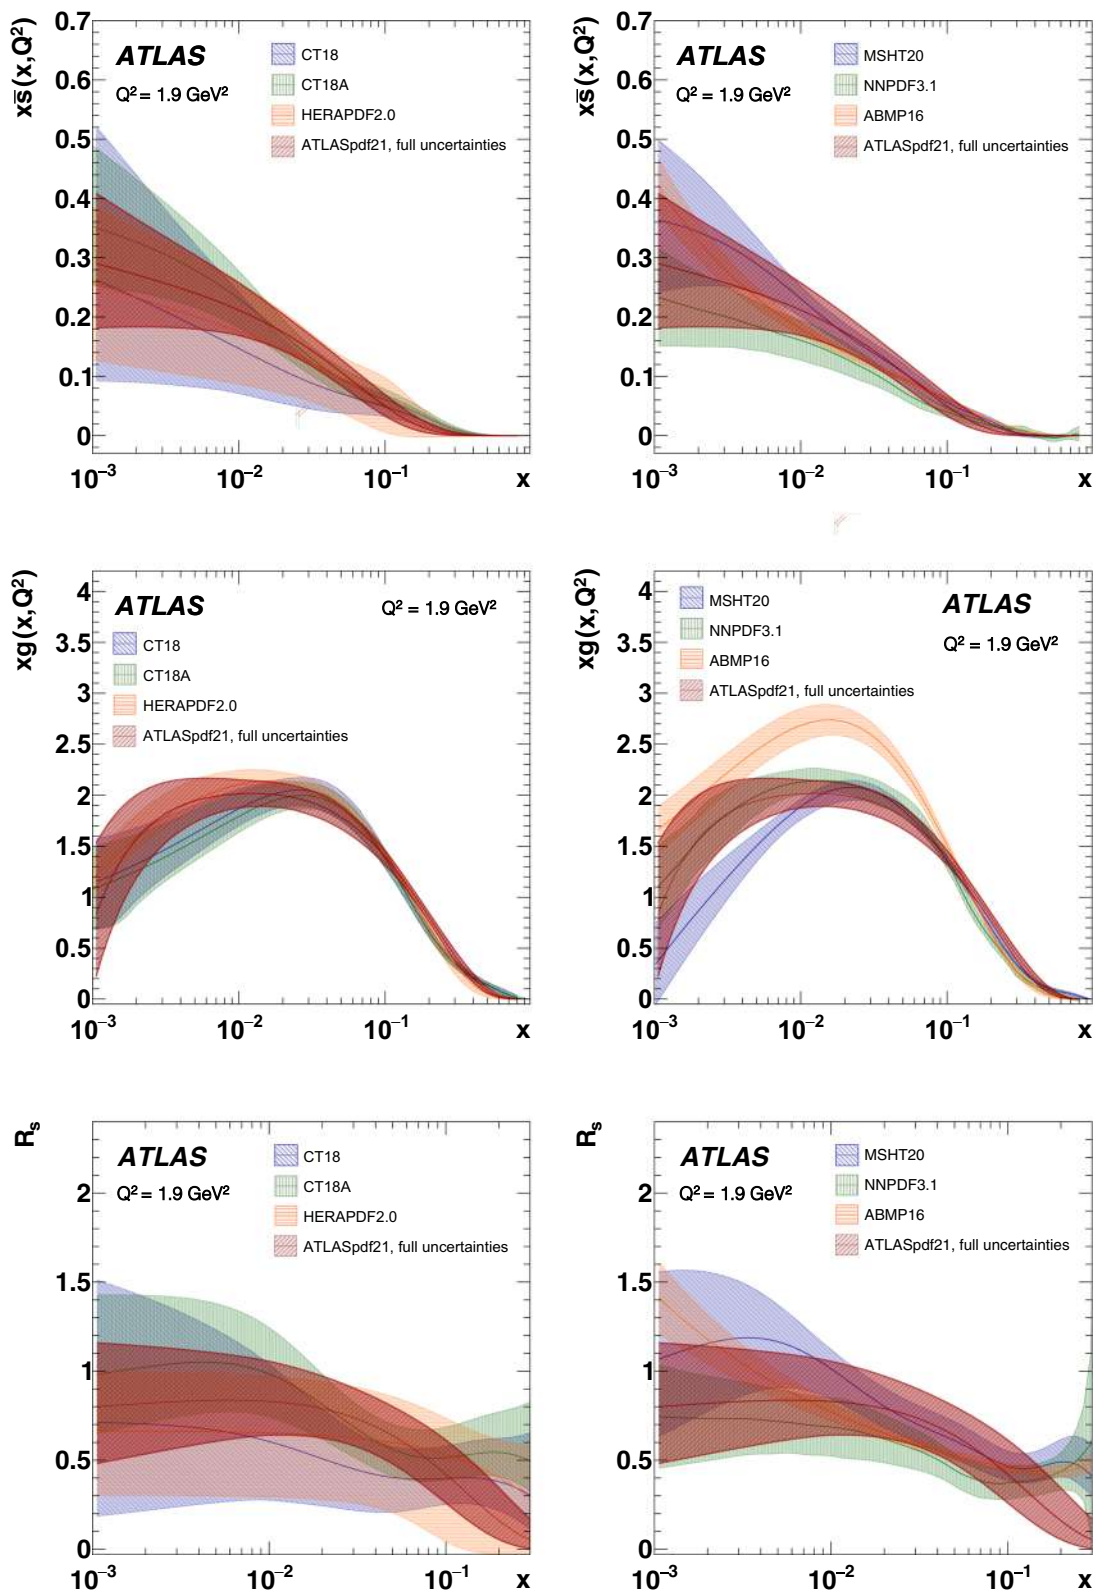 0.7
0.6
0.5
0.4
0.3
0.2
0.1
0
xs̄(x,Q²)
ATLAS
Q² = 1.9 GeV²
CT18
CT18A
HERAPDF2.0
ATLASpdf21, full uncertainties
10⁻³ 10⁻² 10⁻¹ x
0.7
0.6
0.5
0.4
0.3
0.2
0.1
0
xs̄(x,Q²)
ATLAS
Q² = 1.9 GeV²
MSHT20
NNPDF3.1
ABMP16
ATLASpdf21, full uncertainties
10⁻³ 10⁻² 10⁻¹ x
4
3.5
3
2.5
2
1.5
1
0.5
0
xg(x,Q²)
ATLAS
Q² = 1.9 GeV²
CT18
CT18A
HERAPDF2.0
ATLASpdf21, full uncertainties
10⁻³ 10⁻² 10⁻¹ x
4
3.5
3
2.5
2
1.5
1
0.5
0
xg(x,Q²)
MSHT20
NNPDF3.1
ABMP16
ATLASpdf21, full uncertainties
ATLAS
Q² = 1.9 GeV²
10⁻³ 10⁻² 10⁻¹ x
2
1.5
1
0.5
0
Rₛ
ATLAS
Q² = 1.9 GeV²
CT18
CT18A
HERAPDF2.0
ATLASpdf21, full uncertainties
10⁻³ 10⁻² 10⁻¹ x
2
1.5
1
0.5
0
Rₛ
ATLAS
Q² = 1.9 GeV²
MSHT20
NNPDF3.1
ABMP16
ATLASpdf21, full uncertainties
10⁻³ 10⁻² 10⁻¹ x